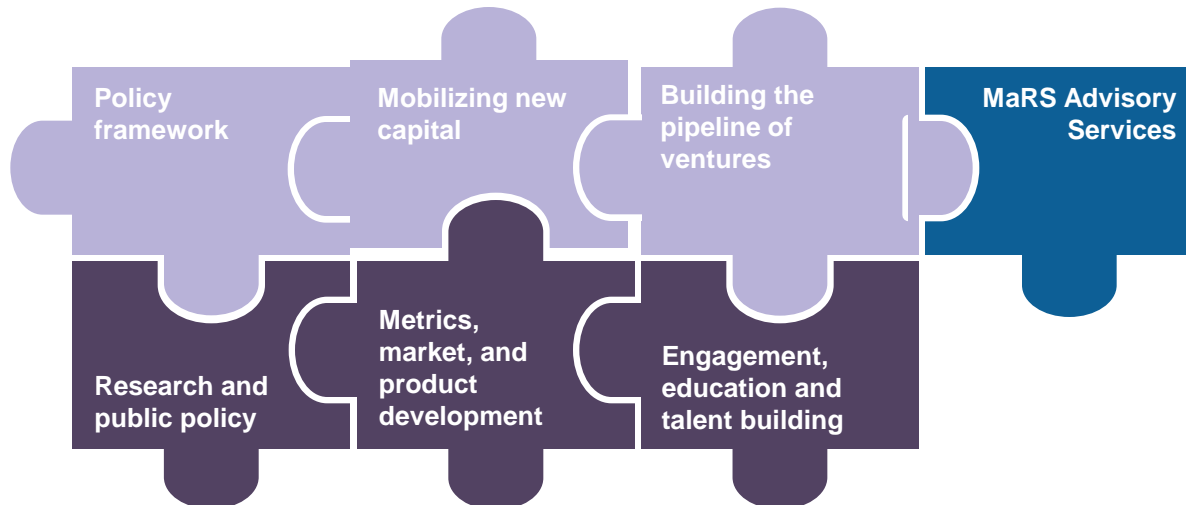 Policy
framework
Mobilizing new
capital
Building the
pipeline of
ventures
MaRS Advisory
Services
Research and
public policy
Metrics,
market, and
product
development
Engagement,
education and
talent building